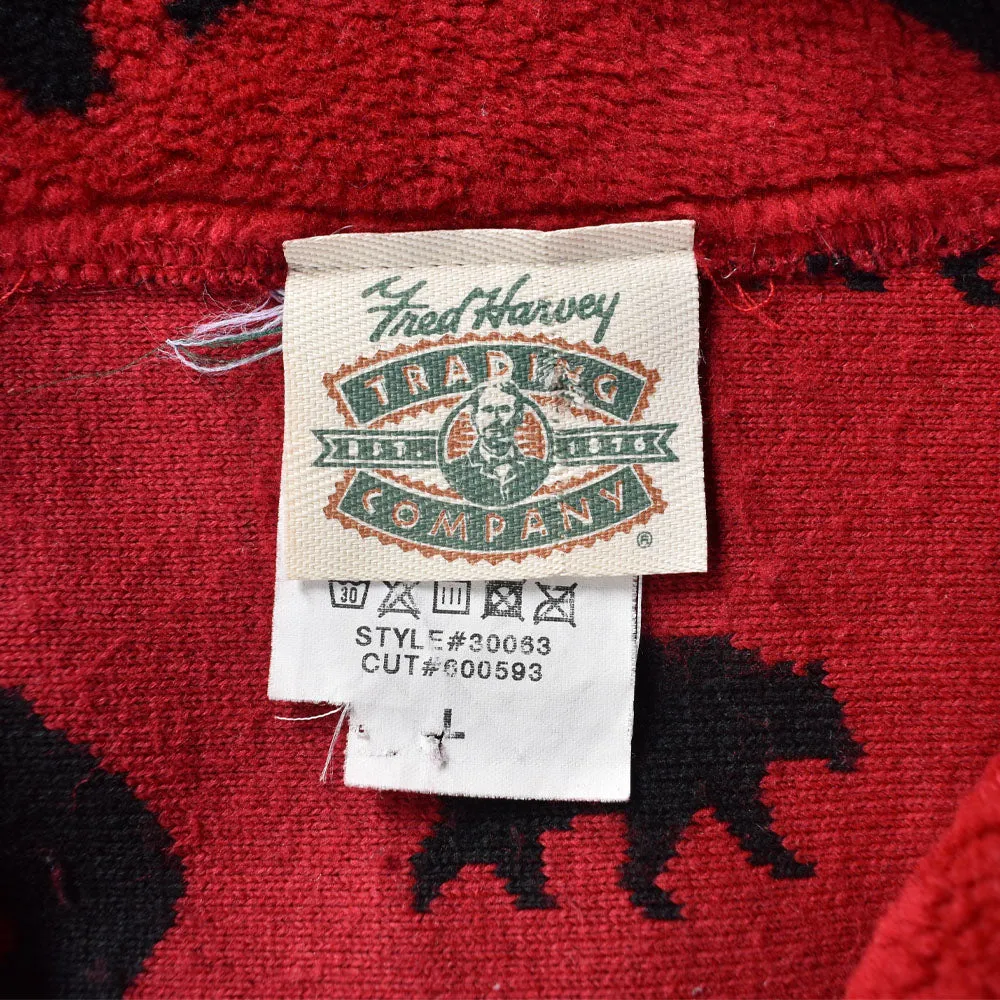 Fred Harvey
TRADING
EST. 1876
COMPANY
®
30
STYLE#30063
CUT#600593
L